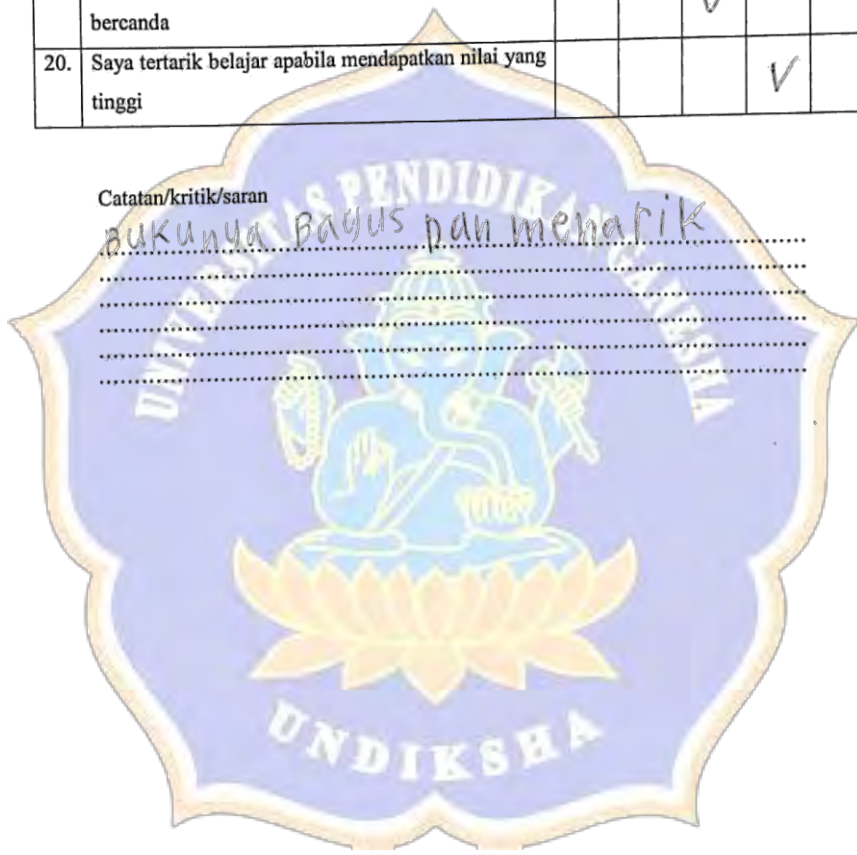 bercanda
V
20. Saya tertarik belajar apabila mendapatkan nilai yang
tinggi
V
Catatan/kritik/saran
BUKUnya Bagus Dan menarik
UNIVERSITAS PENDIDIKAN GANESHA
UNDIKSHA